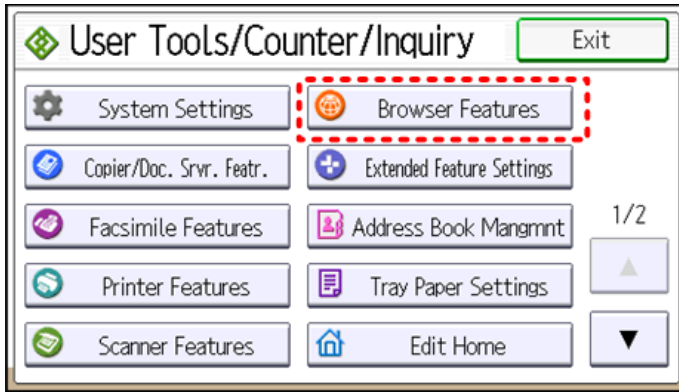 User Tools/Counter/Inquiry
Exit
System Settings
Browser Features
Copier/Doc. Srvr. Featr.
Extended Feature Settings
Facsimile Features
Address Book Mangmnt
1/2
Printer Features
Tray Paper Settings
Scanner Features
Edit Home